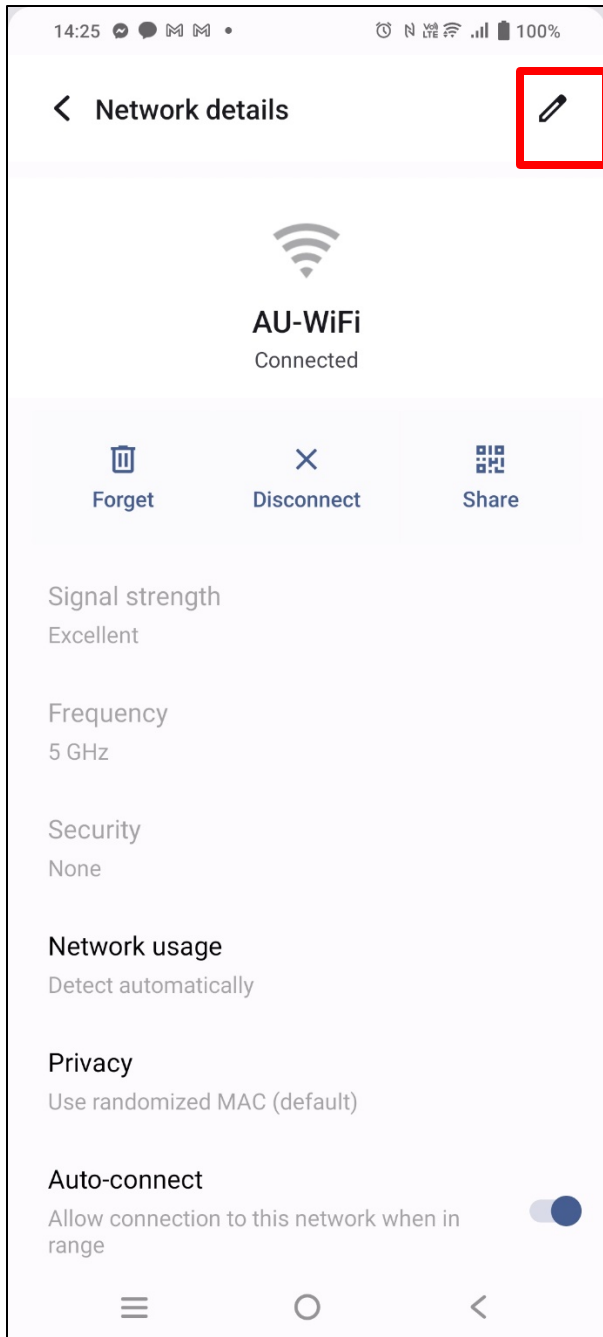 14:25 100%
Network details
AU-WiFi
Connected
Forget Disconnect Share
Signal strength
Excellent
Frequency
5 GHz
Security
None
Network usage
Detect automatically
Privacy
Use randomized MAC (default)
Auto-connect
Allow connection to this network when in
range